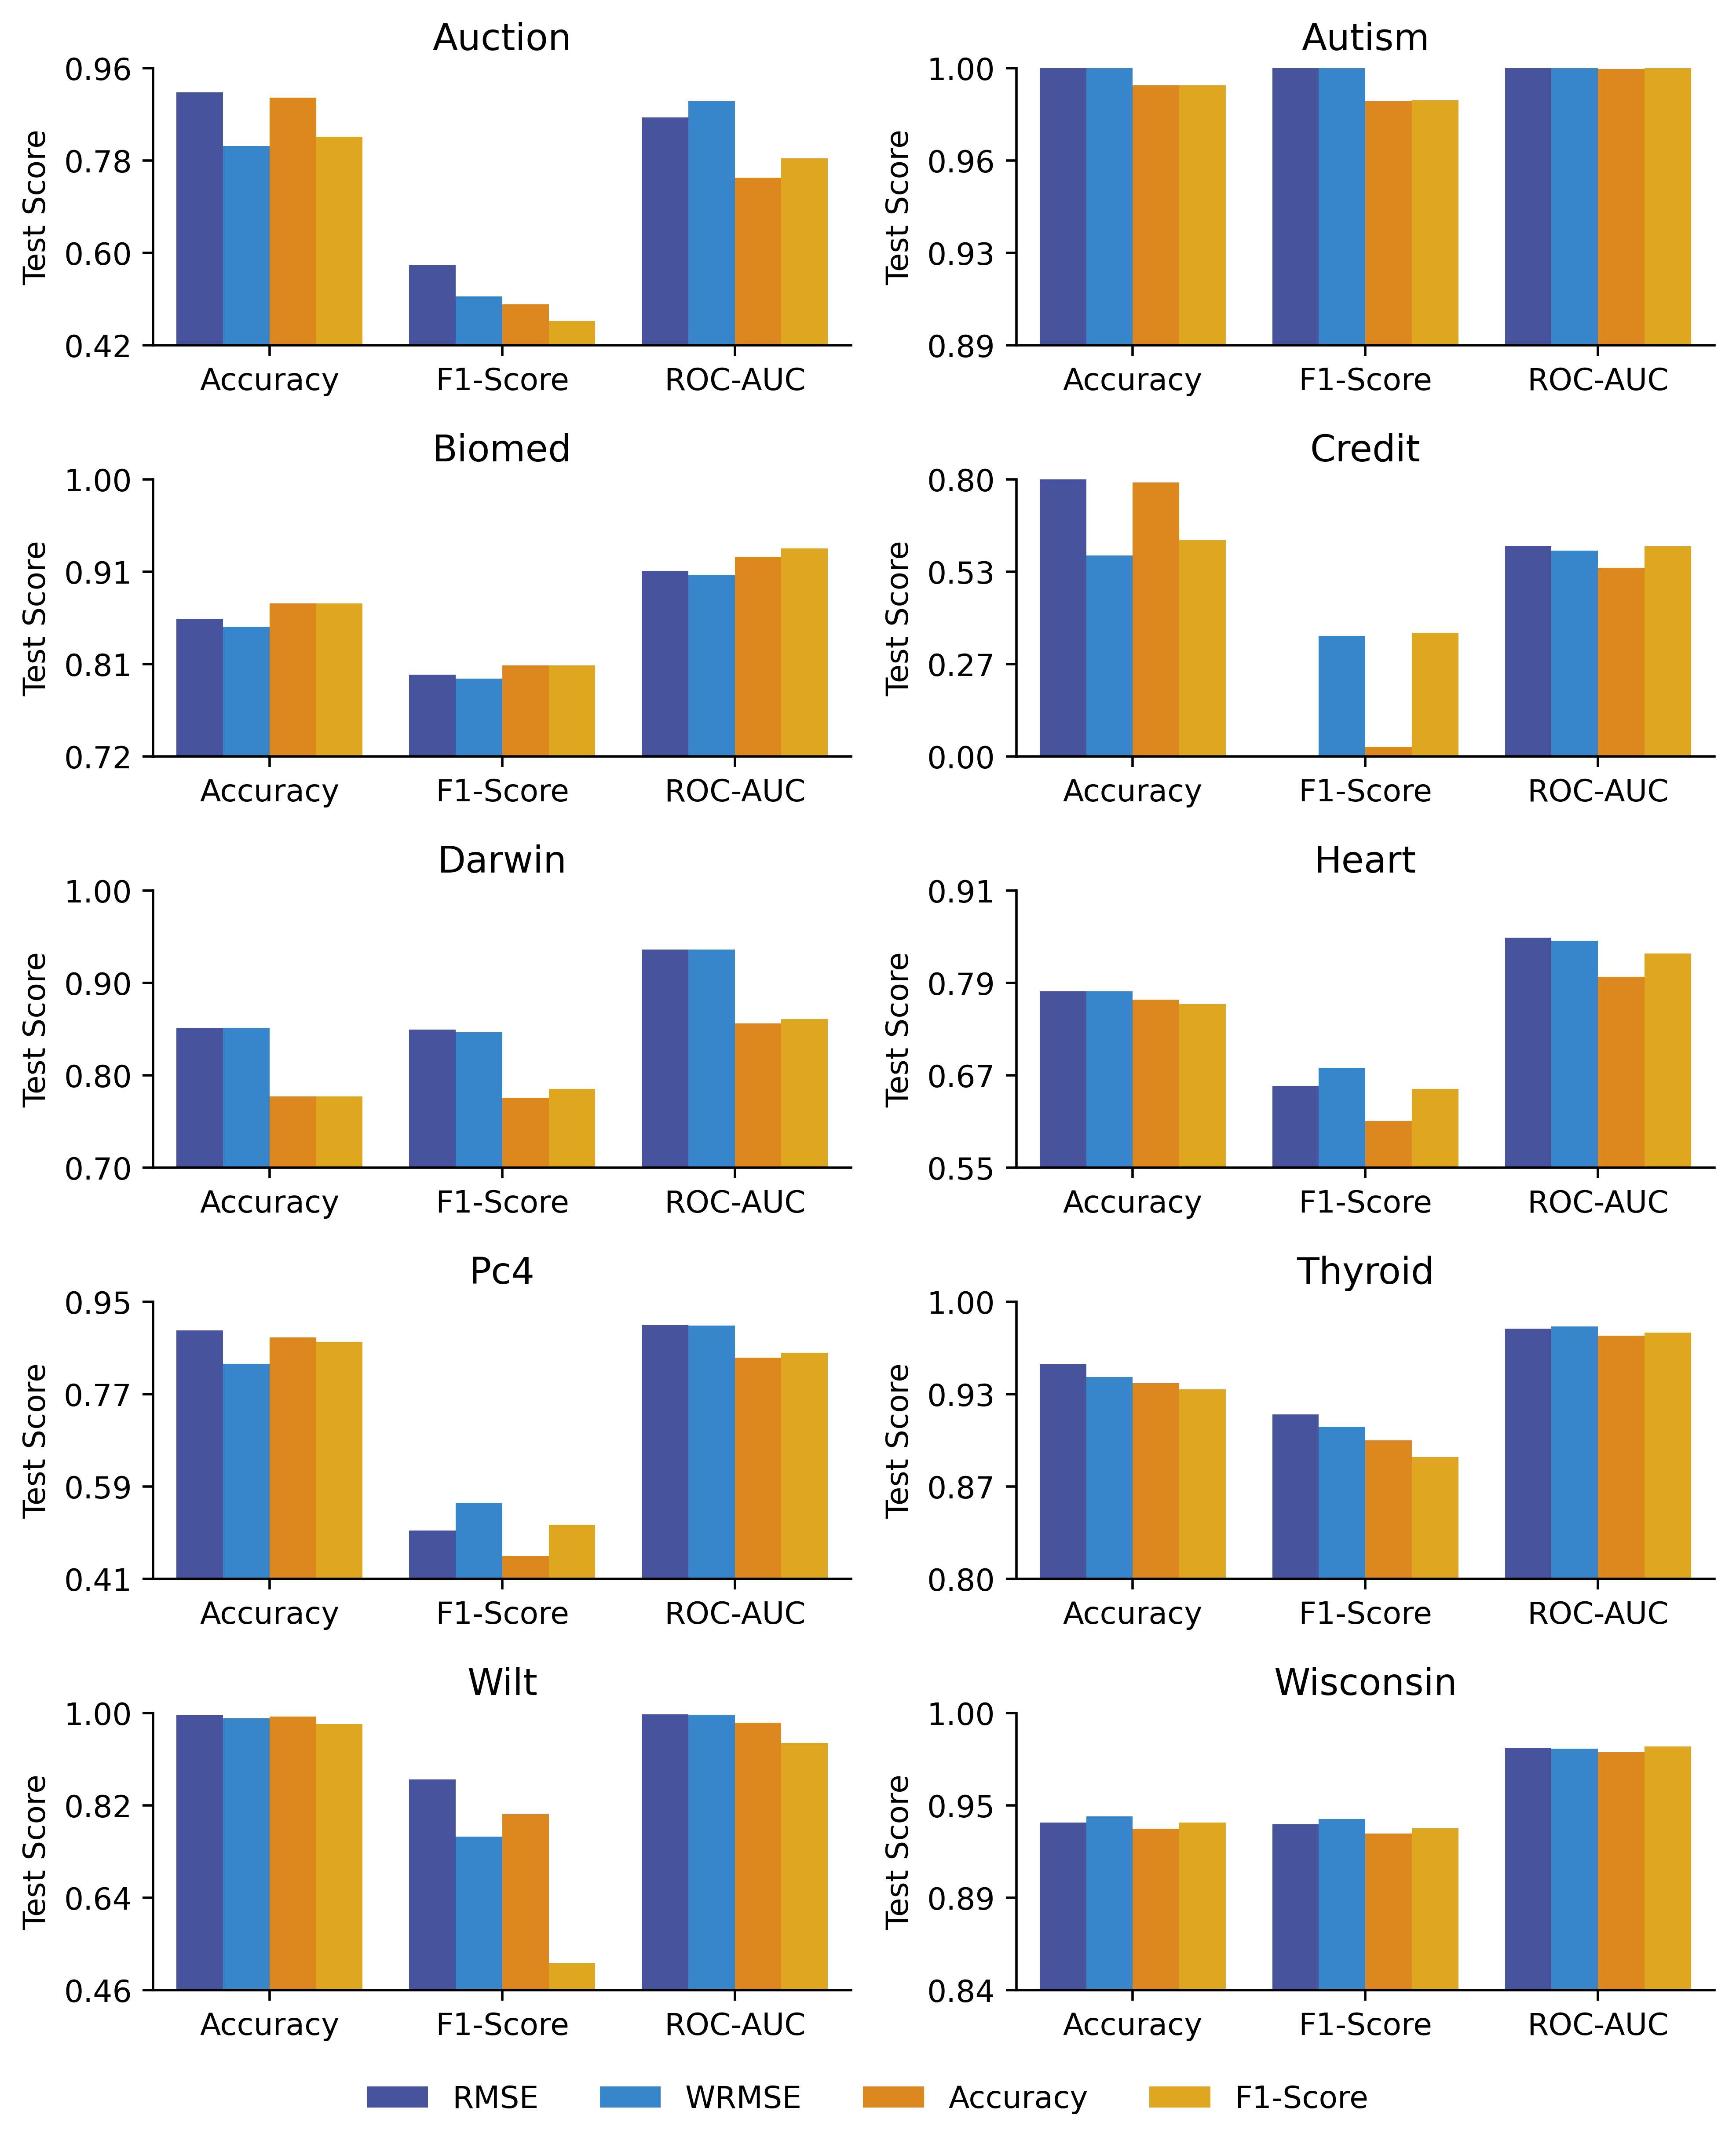 Auction
Test Score
0.96
0.78
0.60
0.42
Accuracy F1-Score ROC-AUC
Autism
Test Score
1.00
0.96
0.93
0.89
Accuracy F1-Score ROC-AUC
Biomed
Test Score
1.00
0.91
0.81
0.72
Accuracy F1-Score ROC-AUC
Credit
Test Score
0.80
0.53
0.27
0.00
Accuracy F1-Score ROC-AUC
Darwin
Test Score
1.00
0.90
0.80
0.70
Accuracy F1-Score ROC-AUC
Heart
Test Score
0.91
0.79
0.67
0.55
Accuracy F1-Score ROC-AUC
Pc4
Test Score
0.95
0.77
0.59
0.41
Accuracy F1-Score ROC-AUC
Thyroid
Test Score
1.00
0.93
0.87
0.80
Accuracy F1-Score ROC-AUC
Wilt
Test Score
1.00
0.82
0.64
0.46
Accuracy F1-Score ROC-AUC
Wisconsin
Test Score
1.00
0.95
0.89
0.84
Accuracy F1-Score ROC-AUC
RMSE WRMSE Accuracy F1-Score